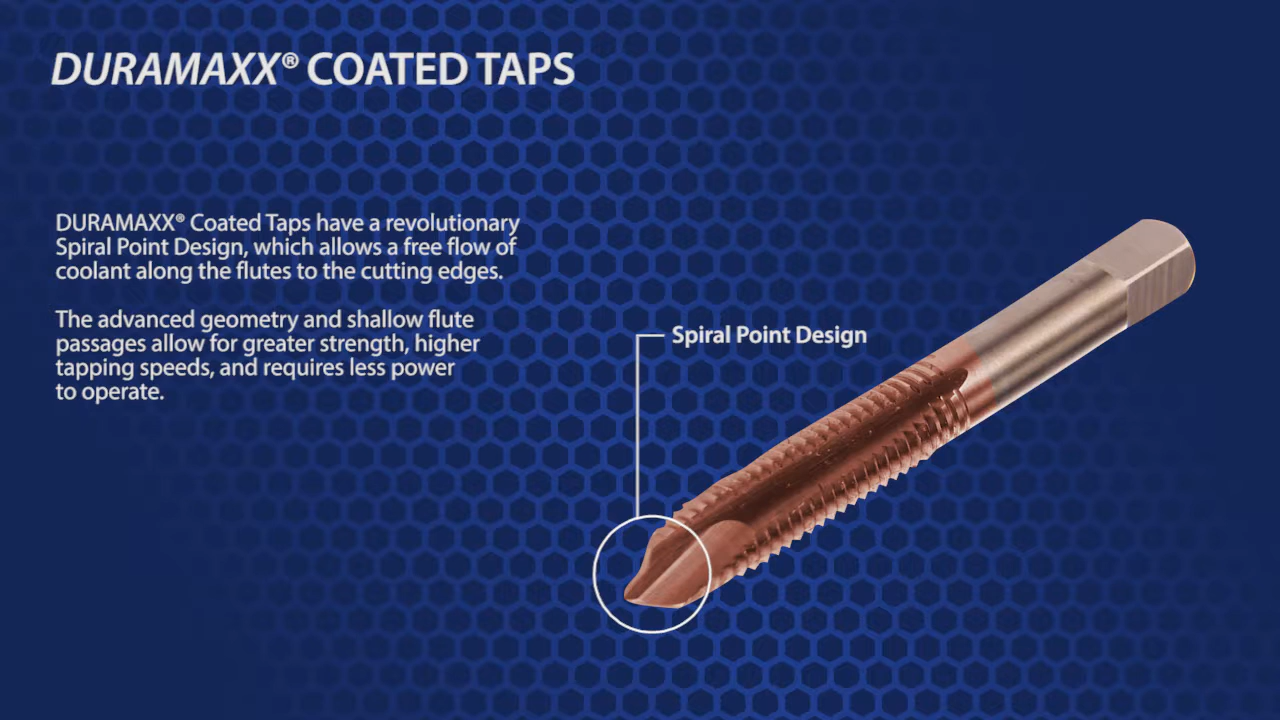 DURAMAXX® COATED TAPS
DURAMAXX® Coated Taps have a revolutionary
Spiral Point Design, which allows a free flow of
coolant along the flutes to the cutting edges.
The advanced geometry and shallow flute
passages allow for greater strength, higher
tapping speeds, and requires less power
to operate.
Spiral Point Design